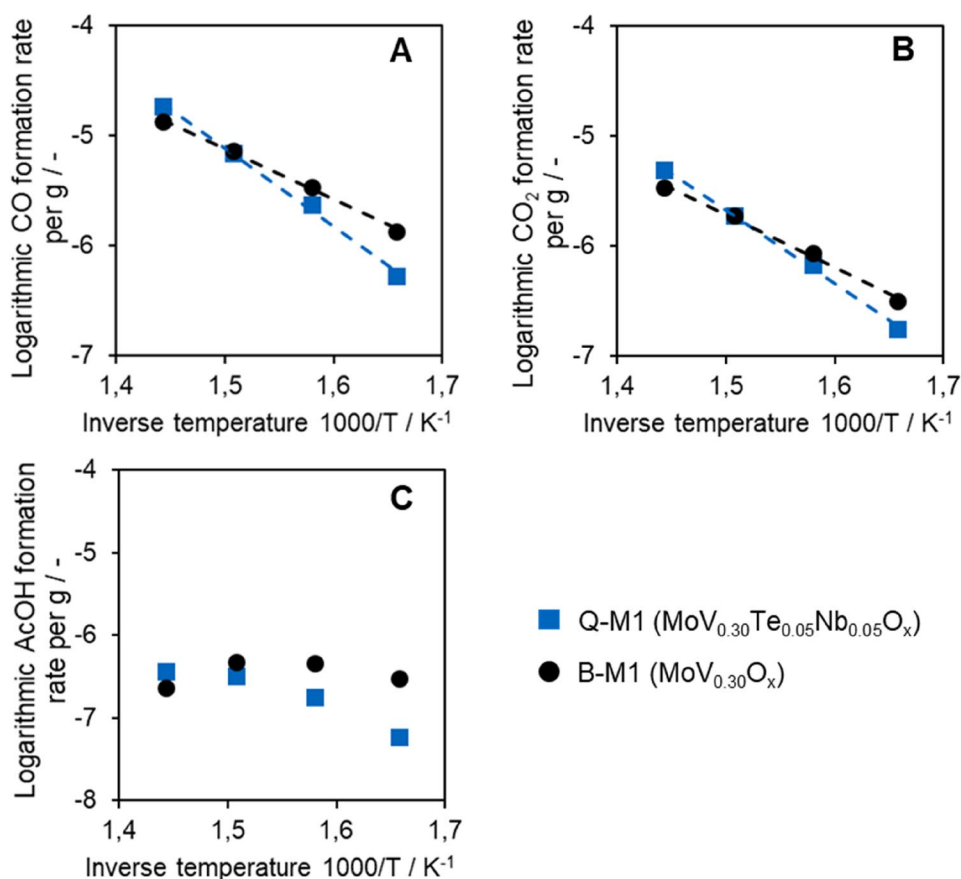 A
Logarithmic CO formation rate
per g / -
-4
-5
-6
-7
1,4 1,5 1,6 1,7
Inverse temperature 1000/T / K⁻¹
B
Logarithmic CO₂ formation rate
per g / -
-4
-5
-6
-7
1,4 1,5 1,6 1,7
Inverse temperature 1000/T / K⁻¹
C
Logarithmic AcOH formation
rate per g / -
-4
-5
-6
-7
-8
1,4 1,5 1,6 1,7
Inverse temperature 1000/T / K⁻¹
Q-M1 (MoV₀.₃₀Te₀.₀₅Nb₀.₀₅Oₓ)
B-M1 (MoV₀.₃₀Oₓ)